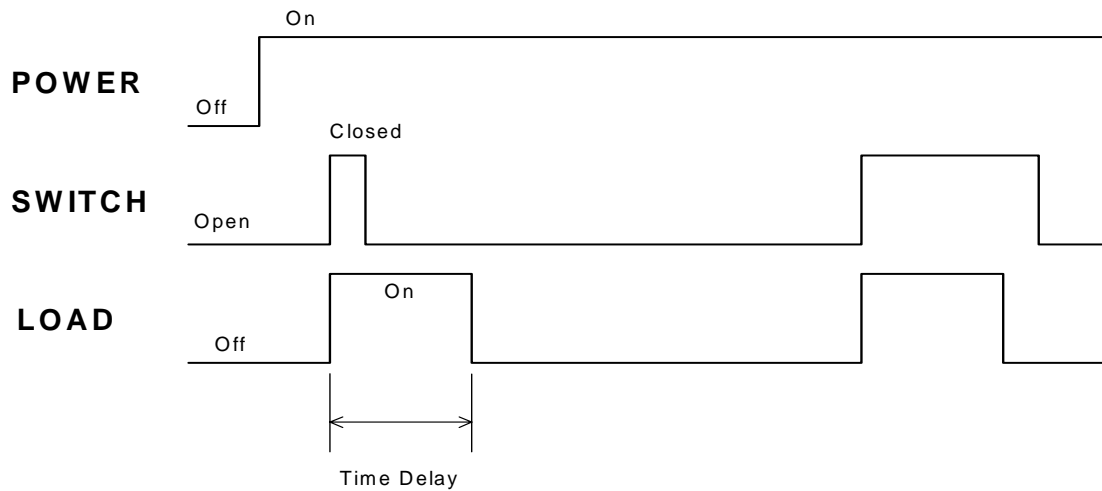 On
POWER
Off
Closed
SWITCH
Open
On
LOAD
Off
Time Delay